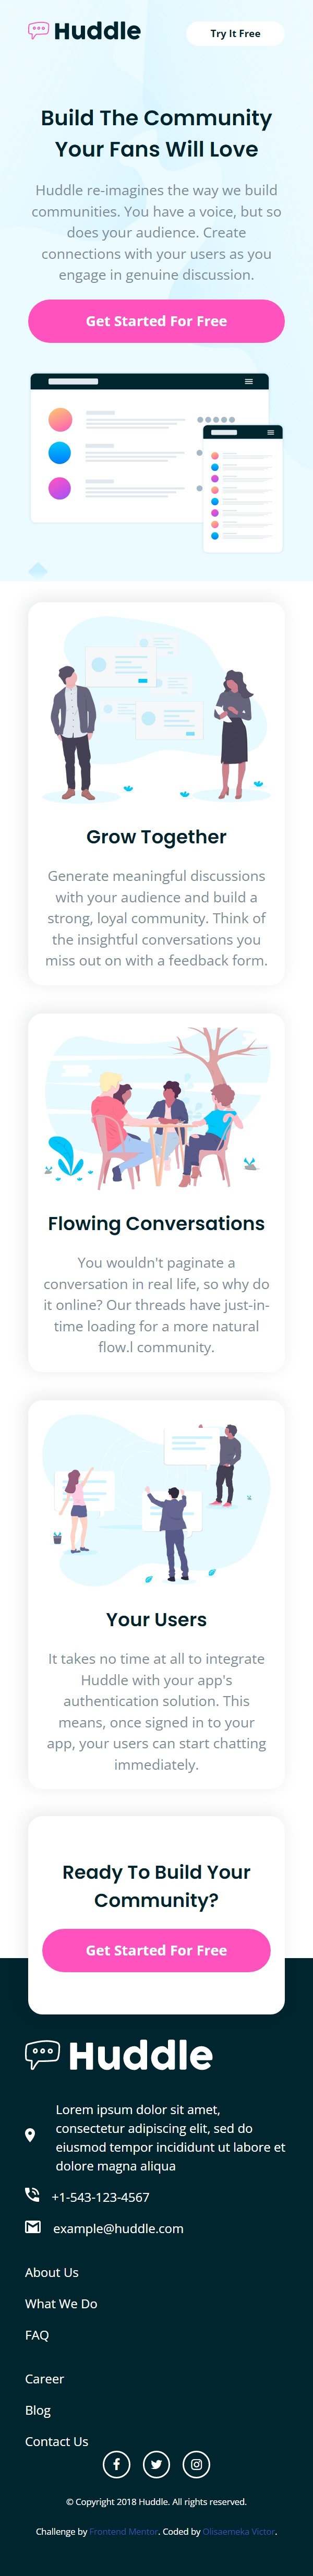 Huddle
Try It Free
Build The Community
Your Fans Will Love
Huddle re-imagines the way we build
communities. You have a voice, but so
does your audience. Create
connections with your users as you
engage in genuine discussion.
Get Started For Free
Grow Together
Generate meaningful discussions
with your audience and build a
strong, loyal community. Think of
the insightful conversations you
miss out on with a feedback form.
Flowing Conversations
You wouldn't paginate a
conversation in real life, so why do
it online? Our threads have just-in-
time loading for a more natural
flow.l community.
Your Users
It takes no time at all to integrate
Huddle with your app's
authentication solution. This
means, once signed in to your
app, your users can start chatting
immediately.
Ready To Build Your
Community?
Get Started For Free
Huddle
Lorem ipsum dolor sit amet,
consectetur adipiscing elit, sed do
eiusmod tempor incididunt ut labore et
dolore magna aliqua
+1-543-123-4567
example@huddle.com
About Us
What We Do
FAQ
Career
Blog
Contact Us
© Copyright 2018 Huddle. All rights reserved.
Challenge by Frontend Mentor. Coded by Olisaemeka Victor.